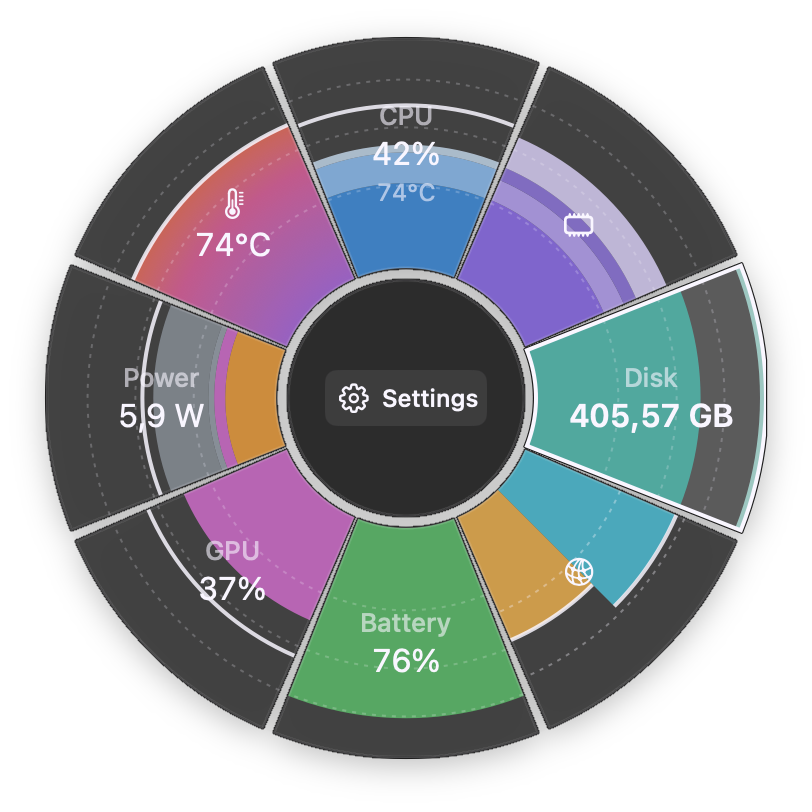 CPU
42%
74°C
74°C
Power
5,9 W
Settings
Disk
405,57 GB
GPU
37%
Battery
76%